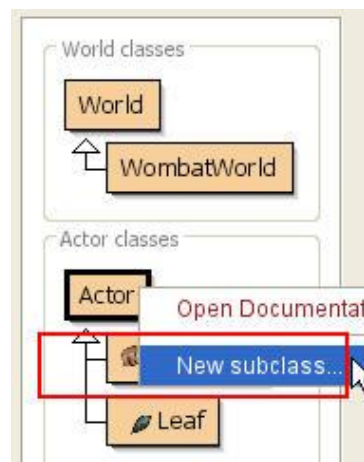 World classes
World
WombatWorld
Actor classes
Actor
Open Documentat
New subclass...
Leaf